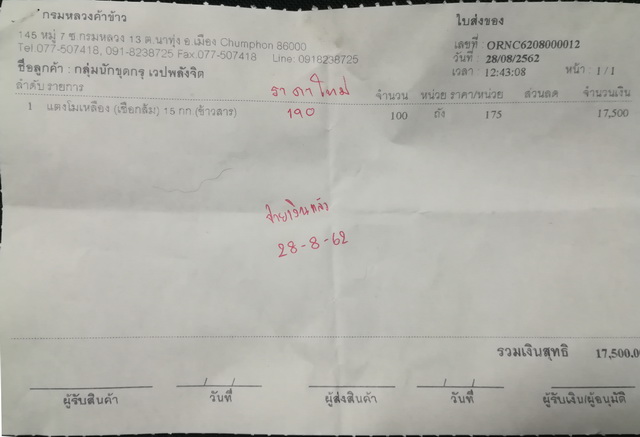 กรมหลวงค้าข้าว
ใบส่งของ
145 หมู่ 7 ซ.กรมหลวง 13 ต.นาทุ่ง อ.เมือง Chumphon 86000
Tel.077-507418, 091-8238725 Fax.077-507418 Line: 0918238725
เลขที่ : ORNC6208000012
วันที่ : 28/08/2562
ชื่อลูกค้า : กลุ่มนักขุดกรุ เวปพลังจิต
เวลา : 12:43:08 หน้า : 1/1
ราคาใหม่
ลำดับ รายการ จำนวน หน่วย ราคา/หน่วย ส่วนลด จำนวนเงิน
1 แตงโมเหลือง (เชือกส้ม) 15 กก.(ข้าวสาร) 190 100 ถัง 175 17,500
จ่ายเงินแล้ว
28-8-62
รวมเงินสุทธิ 17,500.0
ผู้รับสินค้า วันที่ ผู้ส่งสินค้า วันที่ ผู้รับเงิน/ผู้อนุมัติ